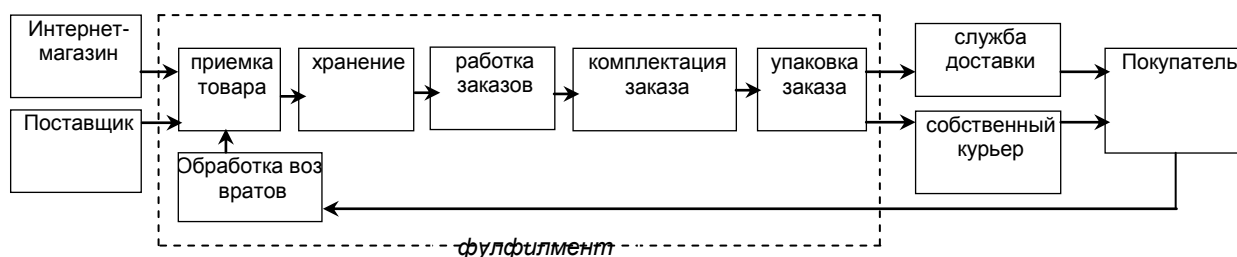 Интернет-
магазин
Поставщик
приемка
товара
хранение
работка
заказов
комплектация
заказа
упаковка
заказа
Обработка воз
вратов
служба
доставки
собственный
курьер
Покупатель
фулфилмент